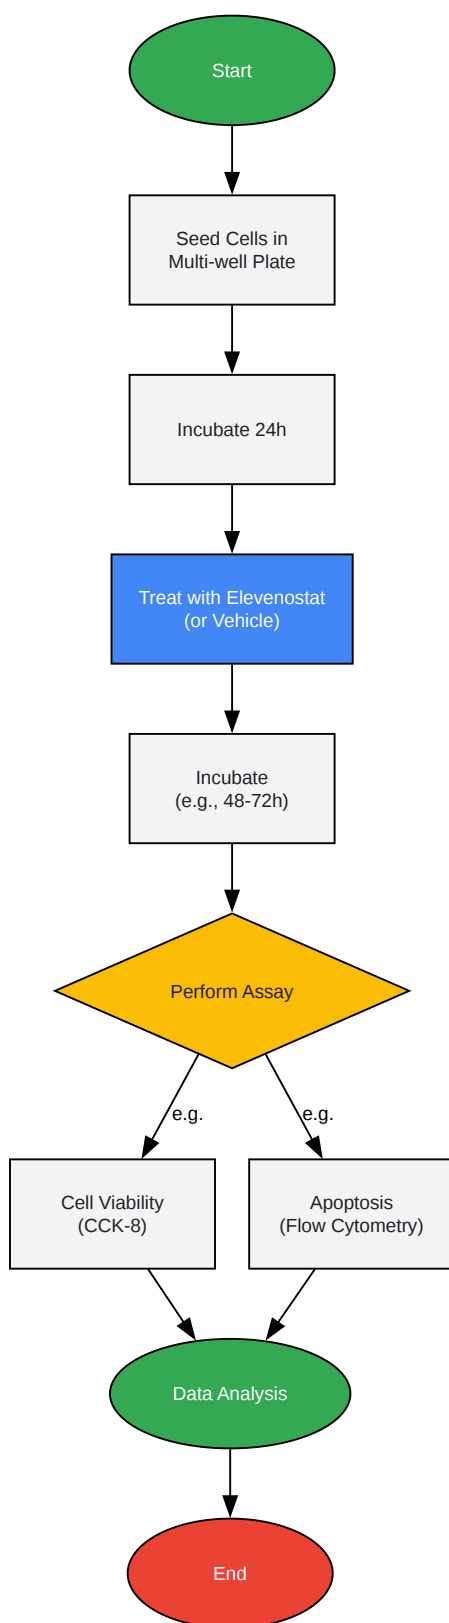 Start
Seed Cells in
Multi-well Plate
Incubate 24h
Treat with Elevenostat
(or Vehicle)
Incubate
(e.g., 48-72h)
Perform Assay
e.g.
e.g.
Cell Viability
(CCK-8)
Apoptosis
(Flow Cytometry)
Data Analysis
End